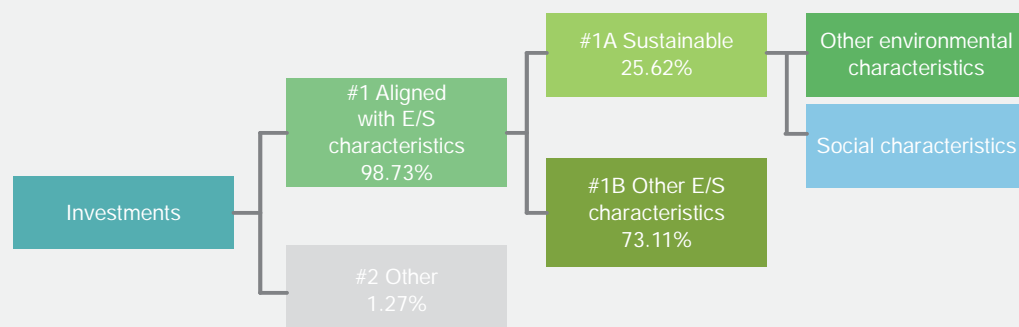 Investments
#1 Aligned
with E/S
characteristics
98.73%
#2 Other
1.27%
#1A Sustainable
25.62%
#1B Other E/S
characteristics
73.11%
Other environmental
characteristics
Social characteristics